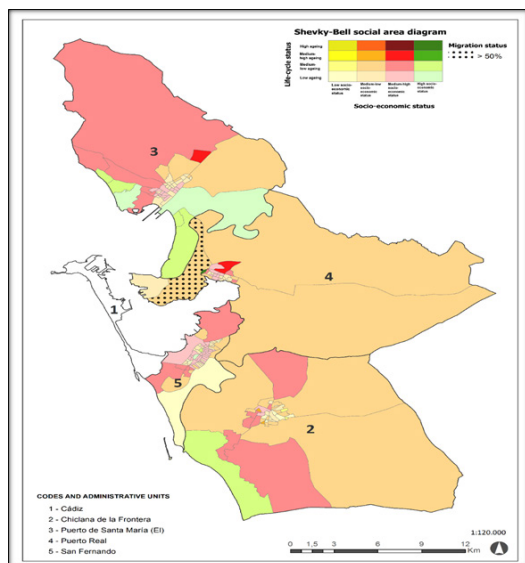 Shevky-Bell social area diagram
Life-cycle status
High ageing
Medium-high ageing
Medium-low ageing
Low ageing
Low socio-economic status
Medium-low socio-economic status
Medium-high socio-economic status
High socio-economic status
Socio-economic status
Migration status
> 50%
3
4
1
5
2
CODES AND ADMINISTRATIVE UNITS
1 - Cádiz
2 - Chiclana de la Frontera
3 - Puerto de Santa María (El)
4 - Puerto Real
5 - San Fernando
1:120.000
0 1,5 3 6 9 12
Km